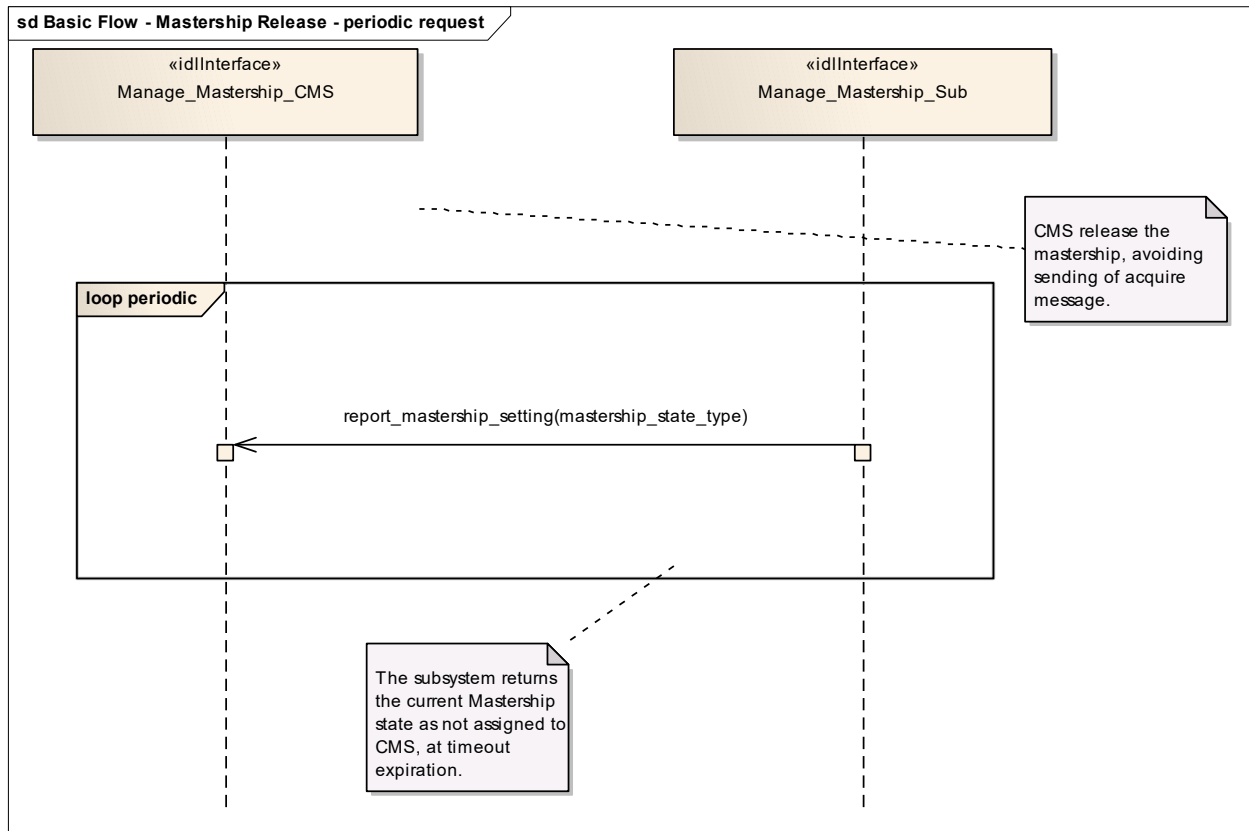 sd Basic Flow - Mastership Release - periodic request
«idlInterface»
Manage_Mastership_CMS
«idlInterface»
Manage_Mastership_Sub
CMS release the
mastership, avoiding
sending of acquire
message.
loop periodic
report_mastership_setting(mastership_state_type)
The subsystem returns
the current Mastership
state as not assigned to
CMS, at timeout
expiration.